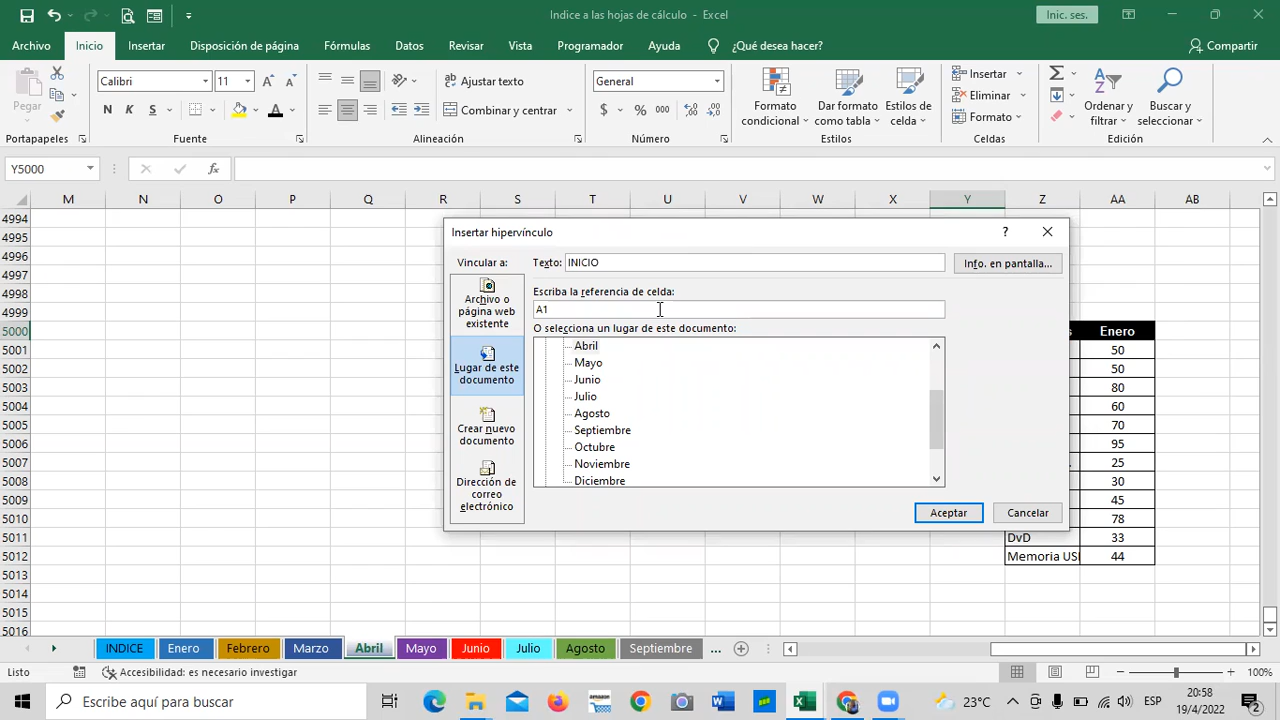 Indice a las hojas de cálculo - Excel
Inic. ses.
Archivo Inicio Insertar Disposición de página Fórmulas Datos Revisar Vista Programador Ayuda ¿Qué desea hacer? Compartir
Pegar
Calibri 11
N K S
Ajustar texto
Combinar y centrar
General
$ % 000
Formato condicional
Dar formato como tabla
Estilos de celda
Insertar
Eliminar
Formato
Ordenar y filtrar
Buscar y seleccionar
Portapapeles Fuente Alineación Número Estilos Celdas Edición
Y5000 fx
M N O P Q R S T U V W X Y Z AA AB
4994
4995
4996
4997
4998
4999
5000 Enero
5001 50
5002 50
5003 80
5004 60
5005 70
5006 95
5007 25
5008 30
5009 45
5010 78
5011 DvD 33
5012 Memoria USI 44
5013
5014
5015
5016
Insertar hipervínculo ?
Vincular a: Texto: INICIO Info. en pantalla...
Archivo o página web existente
Lugar de este documento
Crear nuevo documento
Dirección de correo electrónico
Escriba la referencia de celda:
A1
O selecciona un lugar de este documento:
Abril
Mayo
Junio
Julio
Agosto
Septiembre
Octubre
Noviembre
Diciembre
Aceptar Cancelar
INDICE Enero Febrero Marzo Abril Mayo Junio Julio Agosto Septiembre ...
Listo Accesibilidad: es necesario investigar 100%
Escribe aquí para buscar 23°C ESP 20:58
19/4/2022 2